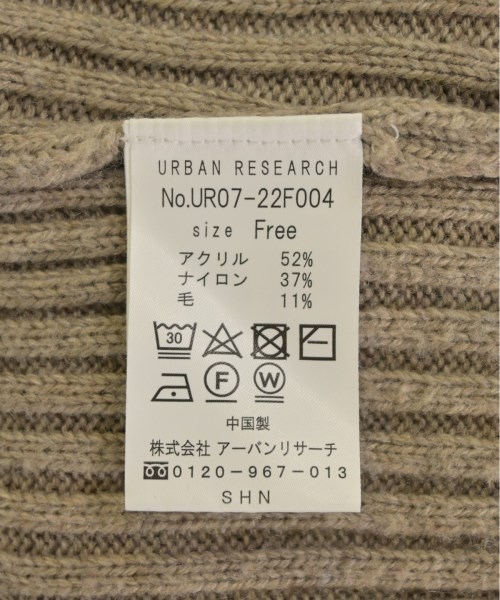 URBAN RESEARCH
No.UR07-22F004
size Free
アクリル 52%
ナイロン 37%
毛 11%
30
F W
中国製
株式会社 アーバンリサーチ
0120-967-013
SHN